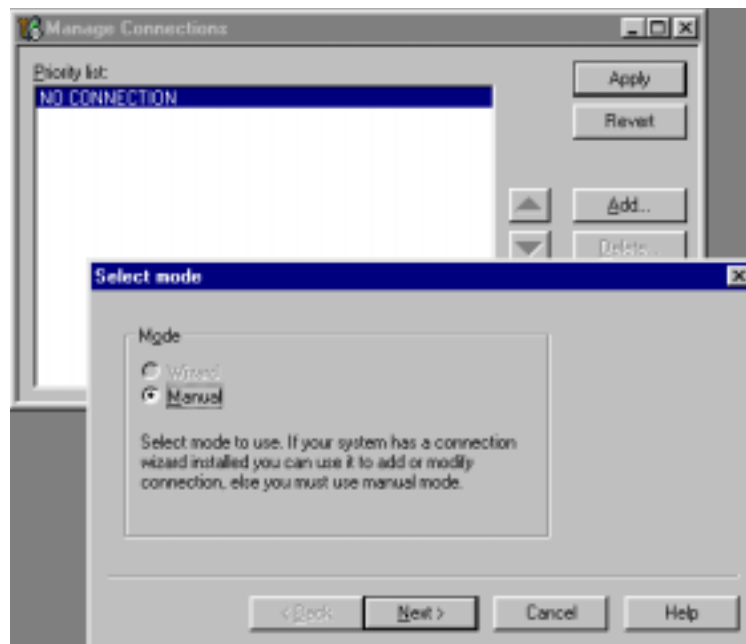 Manage Connections
Priority list:
NO CONNECTION
Apply
Revert
Add...
Delete...
Select mode
Mode
Wizard
Manual
Select mode to use. If your system has a connection
wizard installed you can use it to add or modify
connection, else you must use manual mode.
< Back
Next >
Cancel
Help